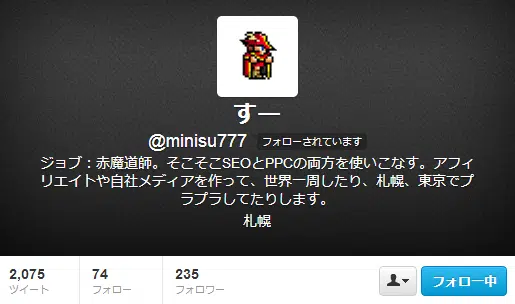 すー
@minisu777 フォローされています
ジョブ：赤魔道師。そこそこSEOとPPCの両方を使いこなす。アフィ
リエイトや自社メディアを作って、世界一周したり、札幌、東京でプ
ラプラしてたりします。
札幌
2,075 74 235
ツイート フォロー フォロワー
フォロー中